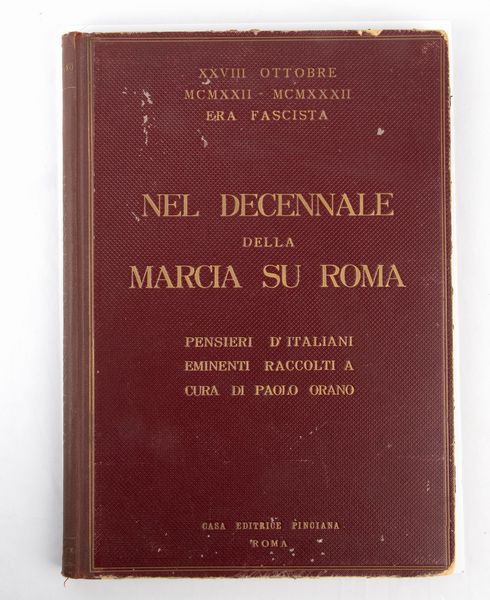 XXVIII OTTOBRE
MCMXXII - MCMXXXII
ERA FASCISTA
NEL DECENNALE
DELLA
MARCIA SU ROMA
PENSIERI D'ITALIANI
EMINENTI RACCOLTI A
CURA DI PAOLO ORANO
CASA EDITRICE PINCIANA
ROMA